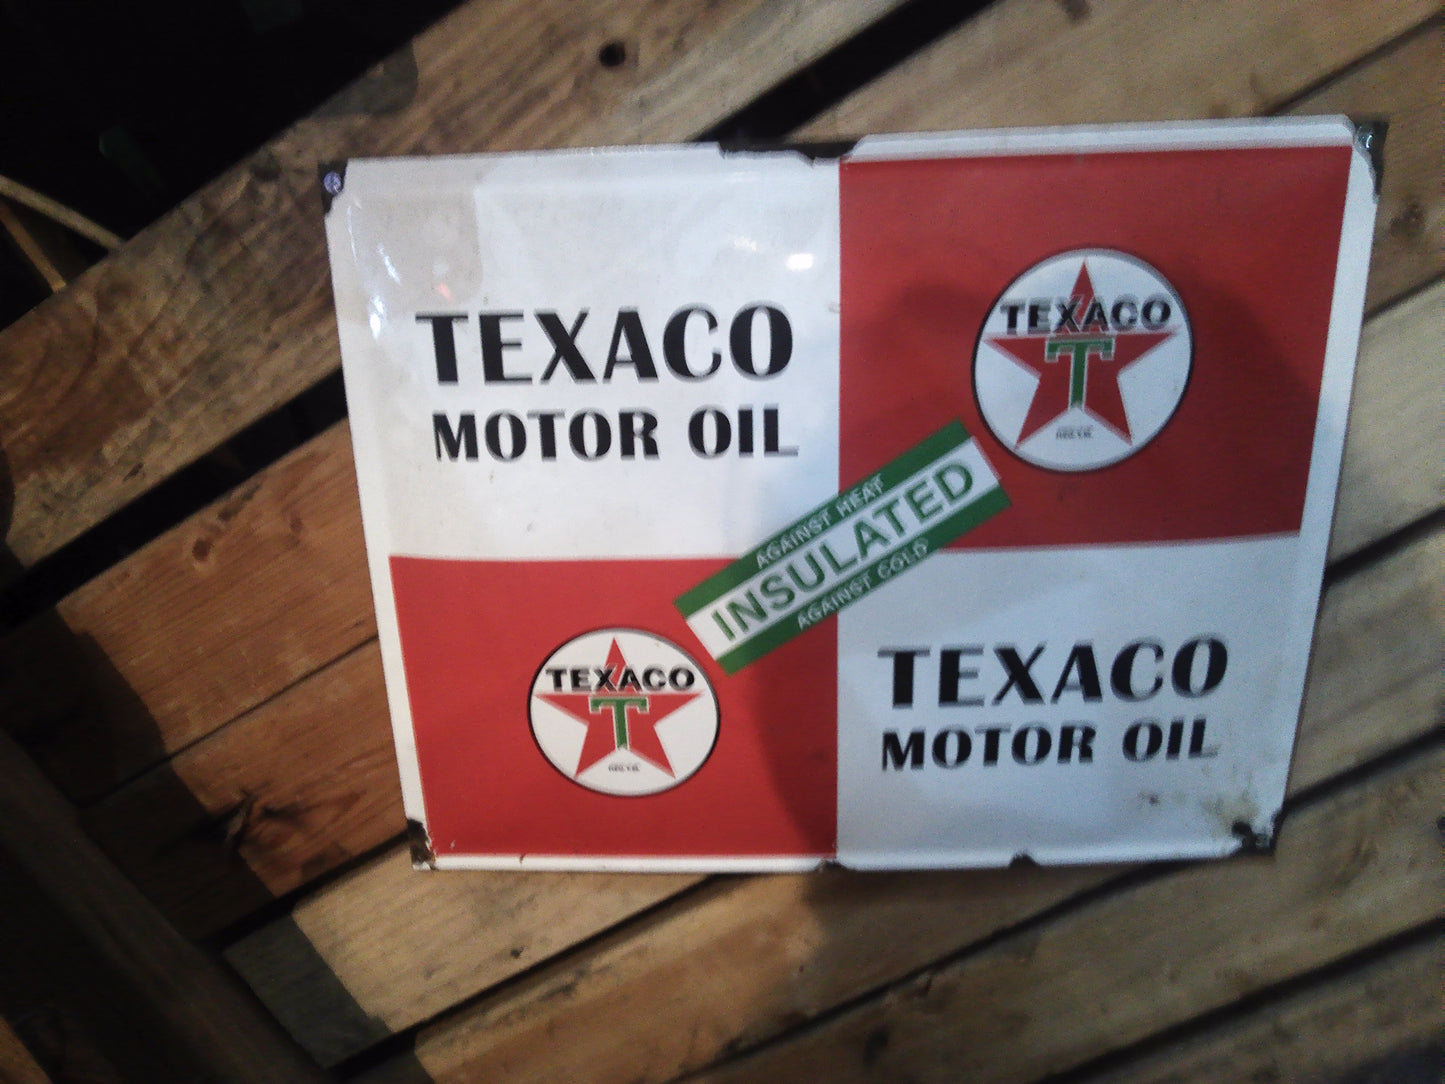 TEXACO
MOTOR OIL
TEXACO
T
AGAINST HEAT
INSULATED
AGAINST COLD
TEXACO
T
TEXACO
MOTOR OIL